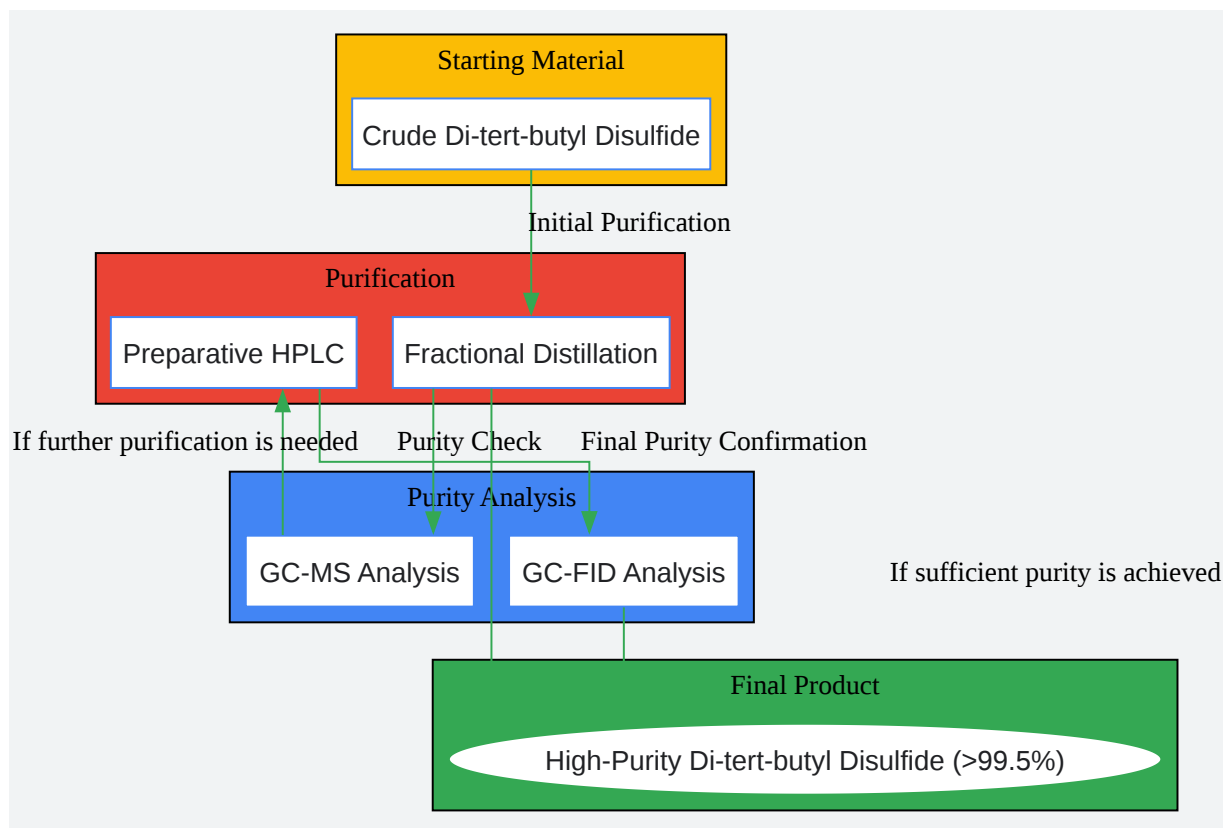 Starting Material
Crude Di-tert-butyl Disulfide
Initial Purification
Purification
Preparative HPLC
Fractional Distillation
If further purification is needed
Purity Check
Final Purity Confirmation
Purity Analysis
GC-MS Analysis
GC-FID Analysis
If sufficient purity is achieved
Final Product
High-Purity Di-tert-butyl Disulfide (>99.5%)